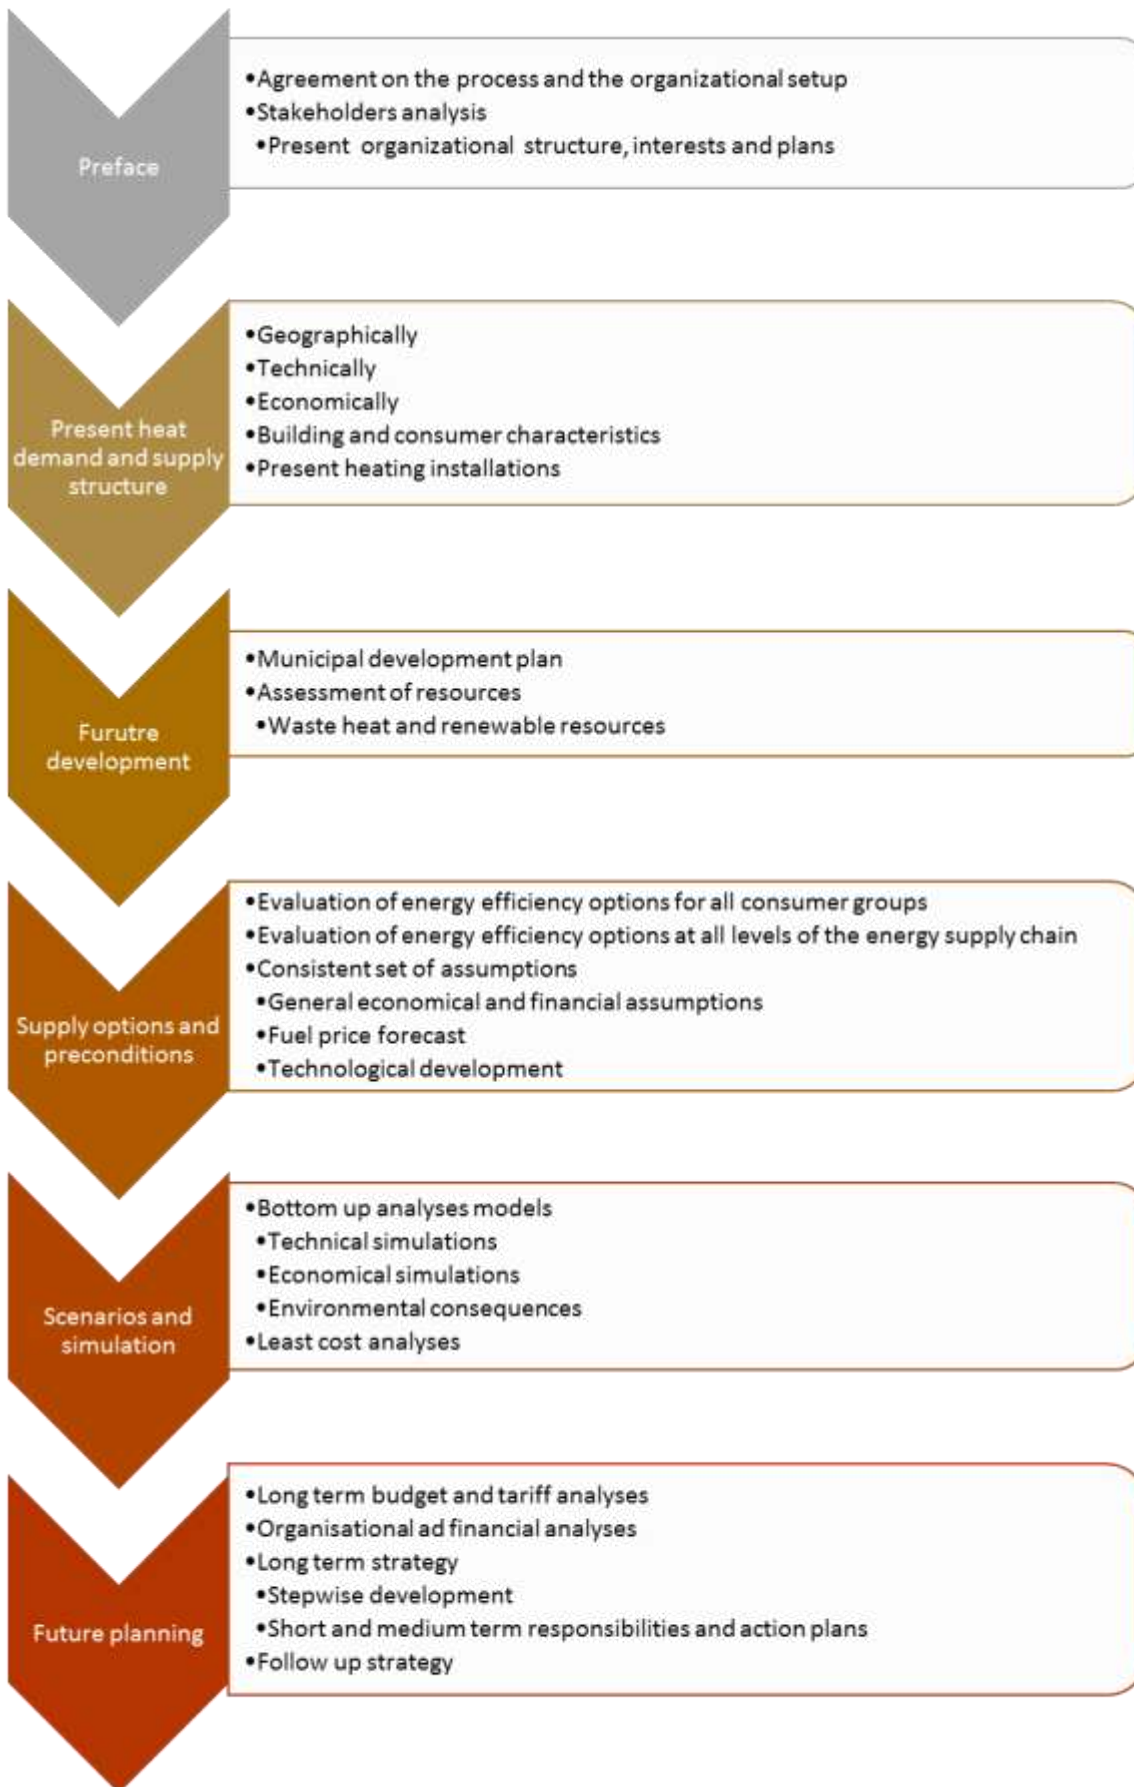 Preface
•Agreement on the process and the organizational setup
•Stakeholders analysis
•Present organizational structure, interests and plans
Present heat
demand and supply
structure
•Geographically
•Technically
•Economically
•Building and consumer characteristics
•Present heating installations
Furutre
development
•Municipal development plan
•Assessment of resources
•Waste heat and renewable resources
Supply options and
preconditions
•Evaluation of energy efficiency options for all consumer groups
•Evaluation of energy efficiency options at all levels of the energy supply chain
•Consistent set of assumptions
•General economical and financial assumptions
•Fuel price forecast
•Technological development
Scenarios and
simulation
•Bottom up analyses models
•Technical simulations
•Economical simulations
•Environmental consequences
•Least cost analyses
Future planning
•Long term budget and tariff analyses
•Organisational ad financial analyses
•Long term strategy
•Stepwise development
•Short and medium term responsibilities and action plans
•Follow up strategy